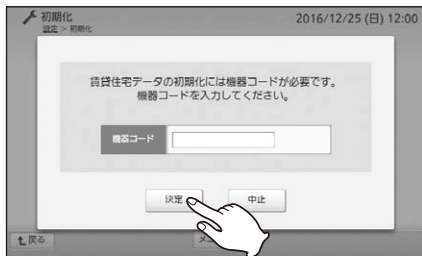 初期化
2016/12/25 (日) 12:00
設定 > 初期化
賃貸住宅データの初期化には機器コードが必要です。
機器コードを入力してください。
機器コード
決定
中止
戻る
メニ